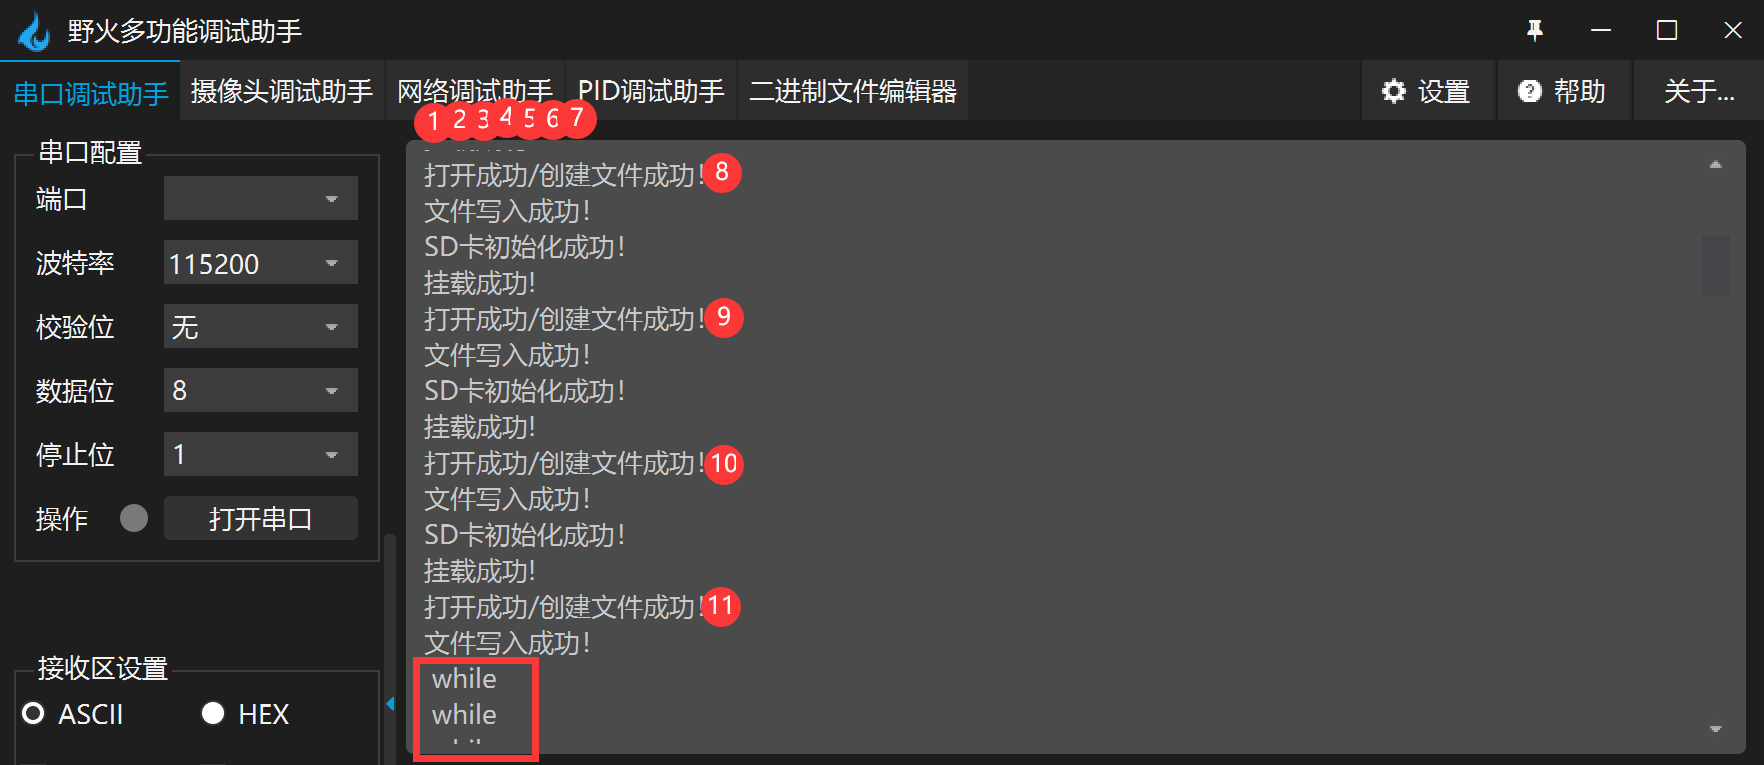 野火多功能调试助手
串口调试助手 摄像头调试助手 网络调试助手 PID调试助手 二进制文件编辑器 设置 帮助 关于...
1 2 3 4 5 6 7
串口配置
端口
波特率 115200
校验位 无
数据位 8
停止位 1
操作 打开串口
接收区设置
ASCII HEX
打开成功/创建文件成功! 8
文件写入成功!
SD卡初始化成功!
挂载成功!
打开成功/创建文件成功! 9
文件写入成功!
SD卡初始化成功!
挂载成功!
打开成功/创建文件成功! 10
文件写入成功!
SD卡初始化成功!
挂载成功!
打开成功/创建文件成功! 11
文件写入成功!
while
while